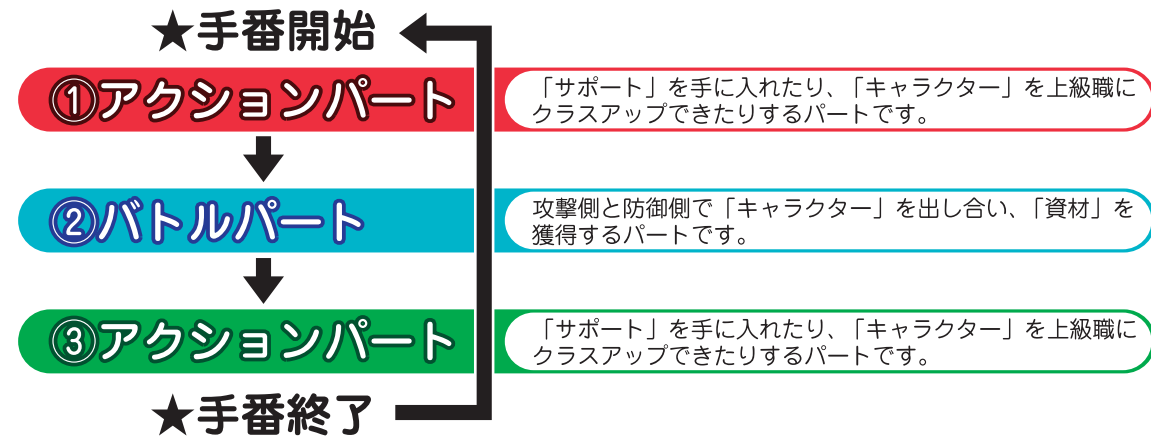 ★手番開始
①アクションパート
「サポート」を手に入れたり、「キャラクター」を上級職に
クラスアップできたりするパートです。
②バトルパート
攻撃側と防御側で「キャラクター」を出し合い、「資材」を
獲得するパートです。
③アクションパート
「サポート」を手に入れたり、「キャラクター」を上級職に
クラスアップできたりするパートです。
★手番終了